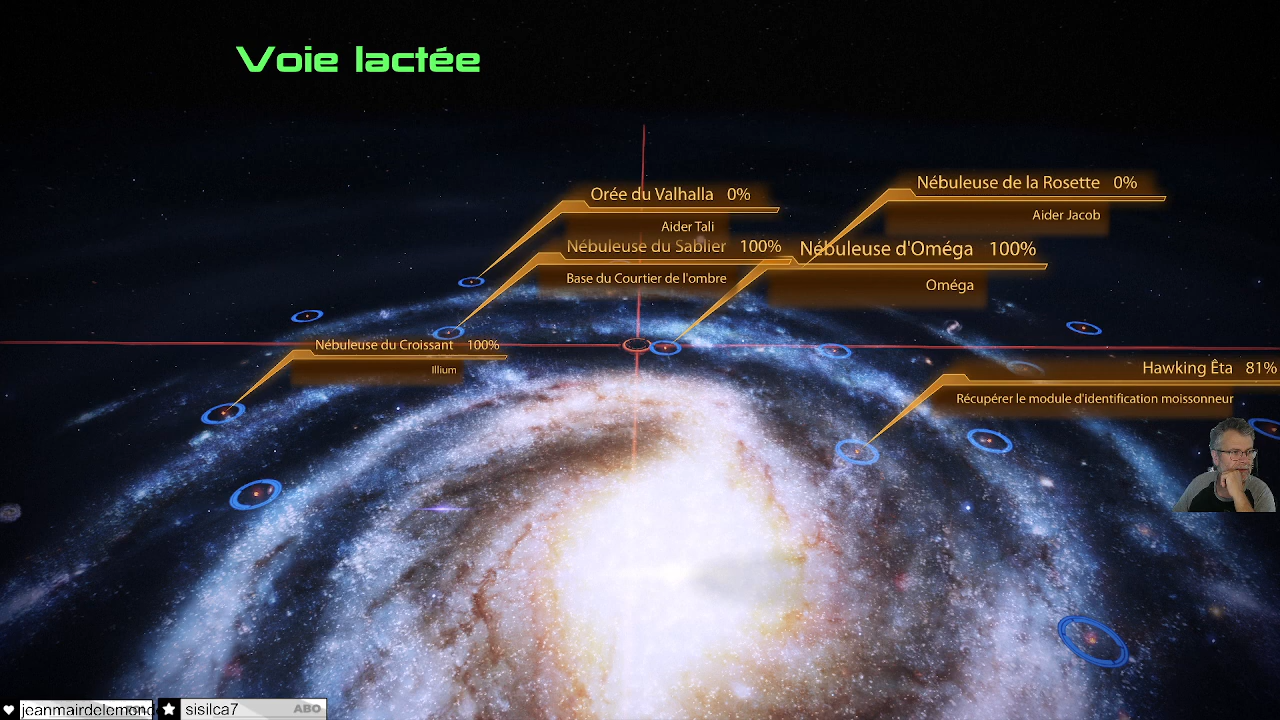 Voie lactée
Orée du Valhalla 0%
Aider Tali
Nébuleuse de la Rosette 0%
Aider Jacob
Nébuleuse du Sablier 100%
Base du Courtier de l'ombre
Nébuleuse d'Oméga 100%
Oméga
Nébuleuse du Croissant 100%
Illium
Hawking Êta 81%
Récupérer le module d'identification moissonneur
jeanmairdelemond
sisilca7 ABO